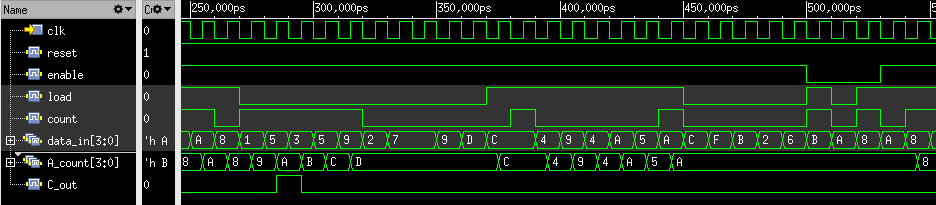 Name Cr 250,000ps 300,000ps 350,000ps 400,000ps 450,000ps 500,000ps
clk 0
reset 1
enable 0
load 0
count 0
data_in[3:0] 'h A A 8 1 5 3 5 9 2 7 9 D C 4 9 4 A 5 A C F B 2 6 B A 8 A 8
A_count[3:0] 'h B 8 A 8 9 A B C D C 4 9 4 A 5 A 8
C_out 0